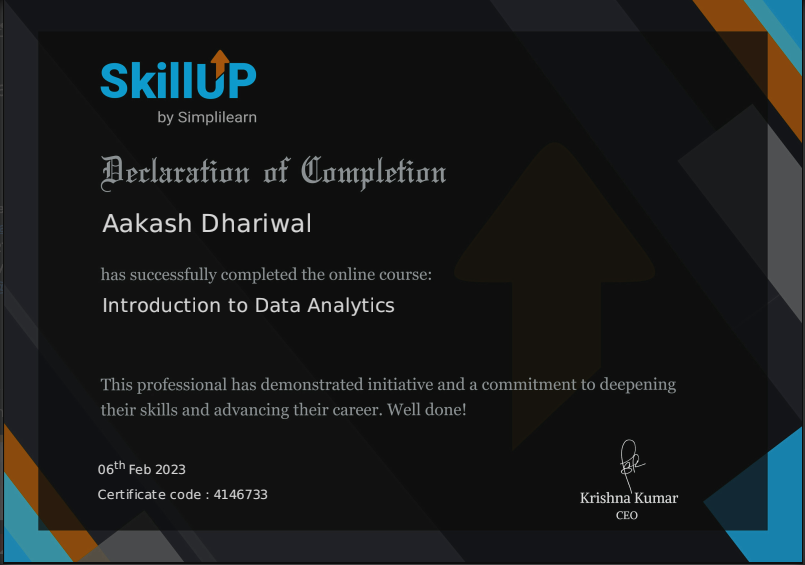 SkillUP
by Simplilearn
Declaration of Completion
Aakash Dhariwal
has successfully completed the online course:
Introduction to Data Analytics
This professional has demonstrated initiative and a commitment to deepening
their skills and advancing their career. Well done!
06th Feb 2023
Certificate code : 4146733
Krishna Kumar
CEO